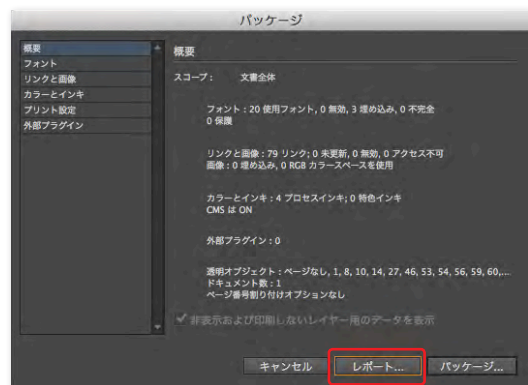 パッケージ
概要
フォント
リンクと画像
カラーとインキ
プリント設定
外部プラグイン
概要
スコープ： 文書全体
フォント：20 使用フォント, 0 無効, 3 埋め込み, 0 不完全
0 保護
リンクと画像：79 リンク; 0 未更新, 0 無効, 0 アクセス不可
画像：0 埋め込み, 0 RGB カラースペースを使用
カラーとインキ：4 プロセスインキ; 0 特色インキ
CMS は ON
外部プラグイン：0
透明オブジェクト：ページなし, 1, 8, 10, 14, 27, 46, 53, 54, 56, 59, 60,...
ドキュメント数：1
ページ番号割り付けオプションなし
非表示および印刷しないレイヤー用のデータを表示
キャンセル
レポート...
パッケージ...